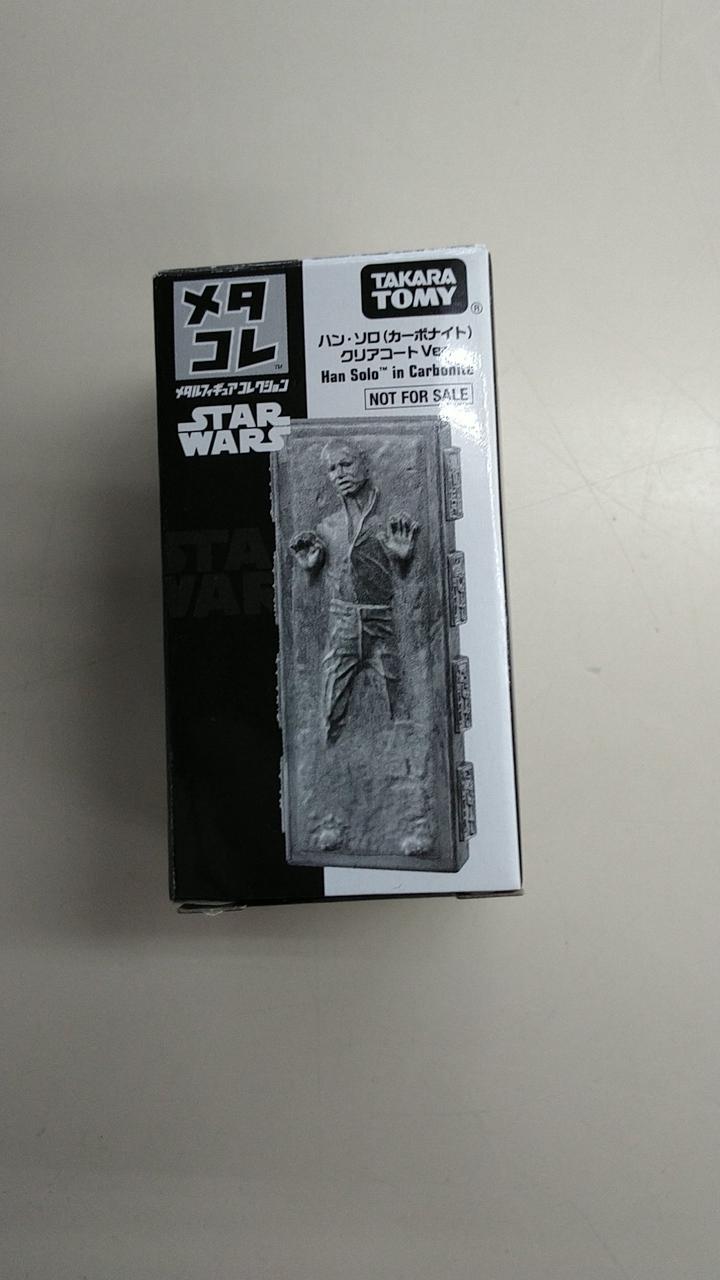 メタ
コレ
TM
メタルフィギュアコレクション
STAR
WARS
TAKARA
TOMY
®
ハン・ソロ(カーボナイト)
クリアコート
Han Solo™ in Carbonite
NOT FOR SALE